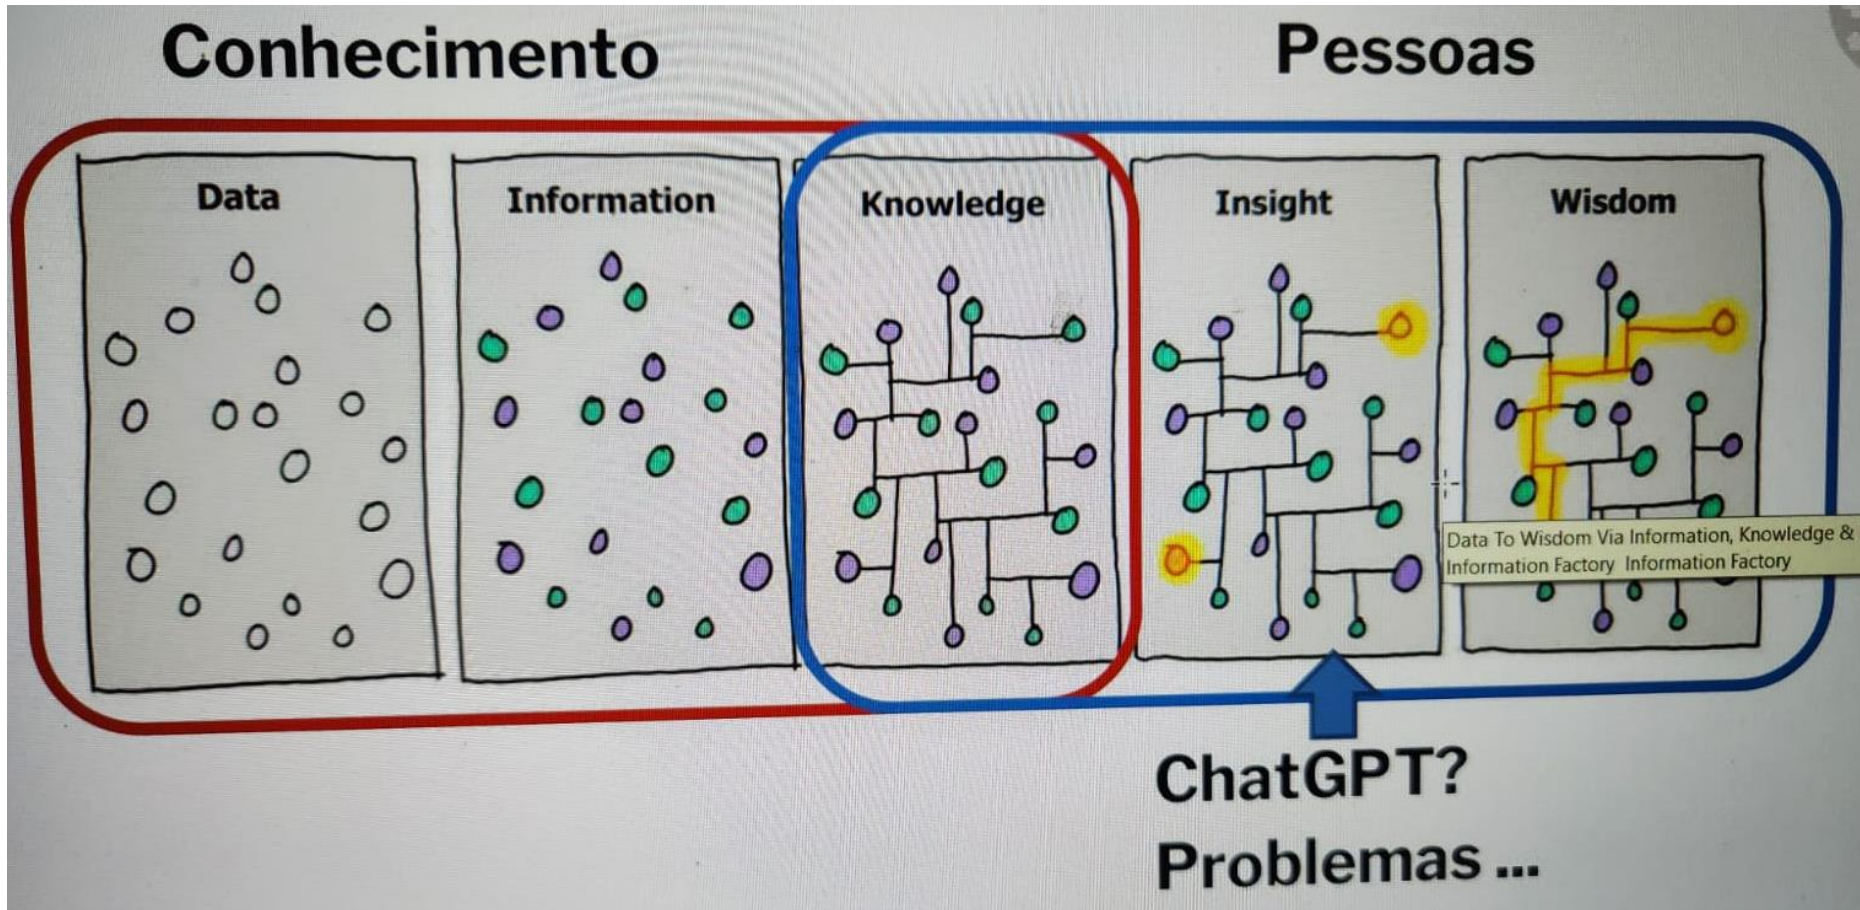 Conhecimento
Pessoas
Data
Information
Knowledge
Insight
Wisdom
Data To Wisdom Via Information, Knowledge &
Information Factory Information Factory
ChatGPT?
Problemas ...